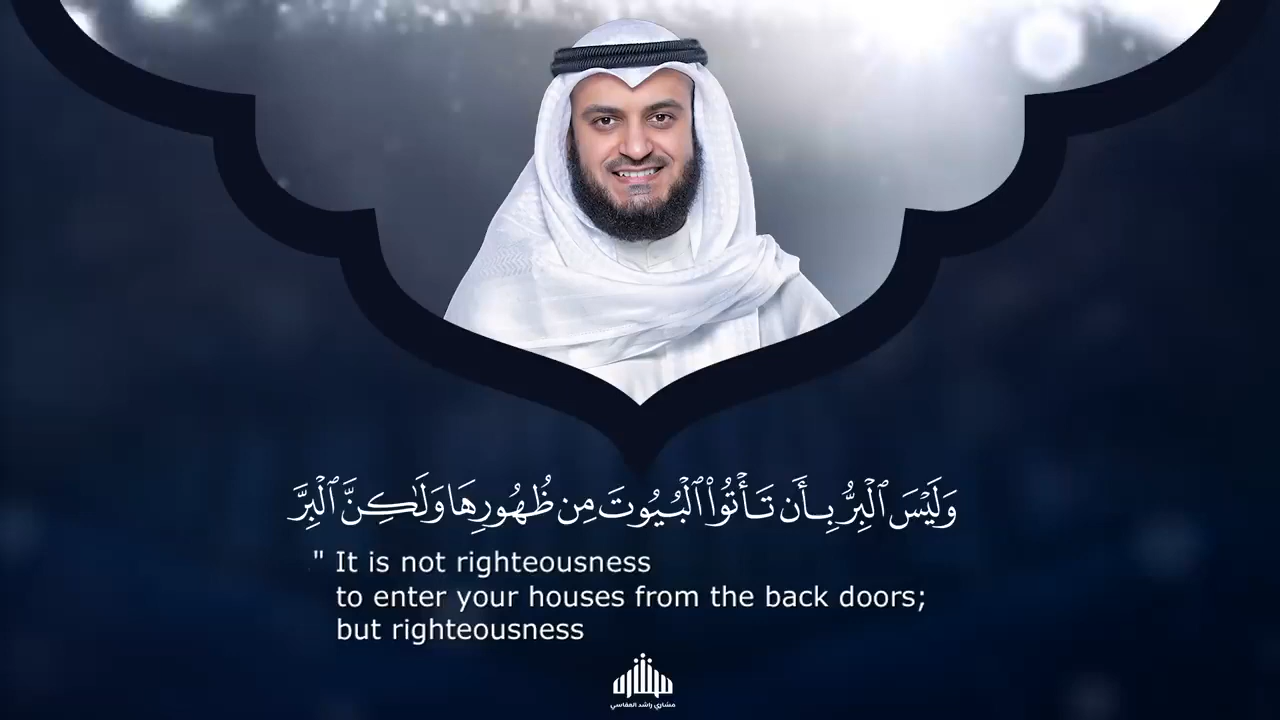 وَلَيْسَ ٱلْبِرُّ بِأَن تَأْتُوا۟ ٱلْبُيُوتَ مِن ظُهُورِهَا وَلَٰكِنَّ ٱلْبِرَّ
" It is not righteousness
to enter your houses from the back doors;
but righteousness
مشاري راشد العفاسي